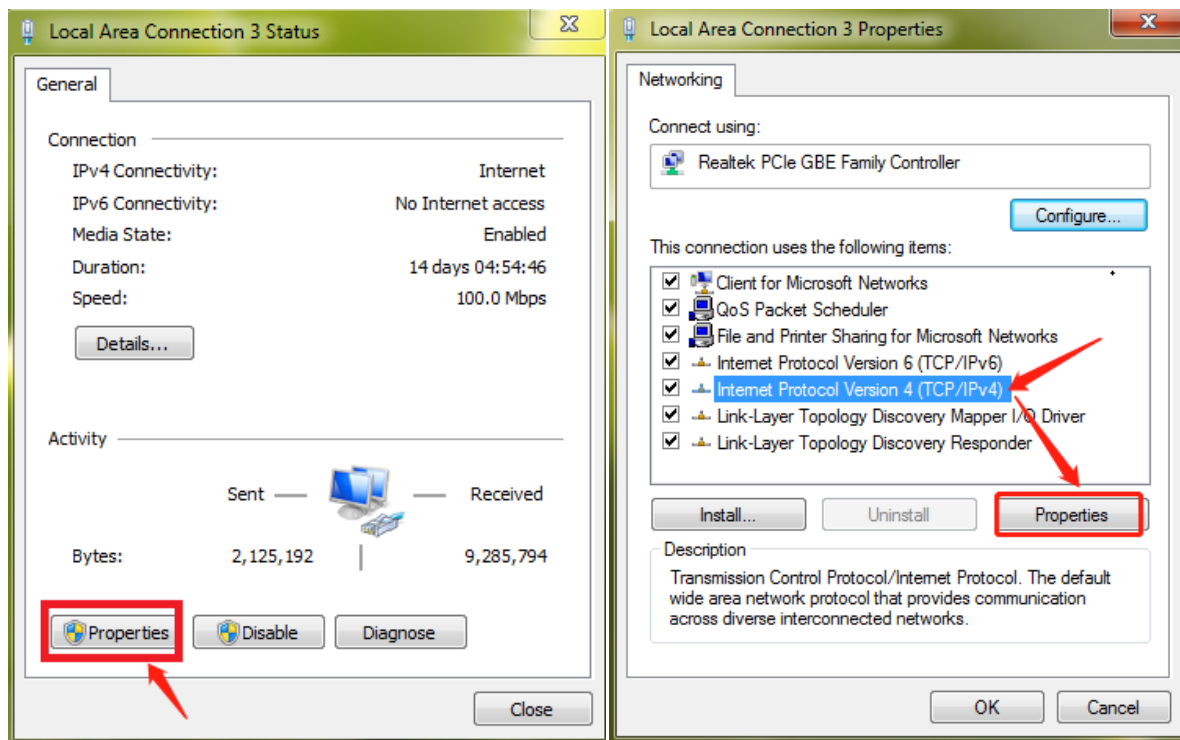 Local Area Connection 3 Status
General
Connection
IPv4 Connectivity: Internet
IPv6 Connectivity: No Internet access
Media State: Enabled
Duration: 14 days 04:54:46
Speed: 100.0 Mbps
Details...
Activity
Sent Received
Bytes: 2,125,192 9,285,794
Properties Disable Diagnose
Close
Local Area Connection 3 Properties
Networking
Connect using:
Realtek PCIe GBE Family Controller
Configure...
This connection uses the following items:
Client for Microsoft Networks
QoS Packet Scheduler
File and Printer Sharing for Microsoft Networks
Internet Protocol Version 6 (TCP/IPv6)
Internet Protocol Version 4 (TCP/IPv4)
Link-Layer Topology Discovery Mapper I/O Driver
Link-Layer Topology Discovery Responder
Install... Uninstall Properties
Description
Transmission Control Protocol/Internet Protocol. The default
wide area network protocol that provides communication
across diverse interconnected networks.
OK Cancel